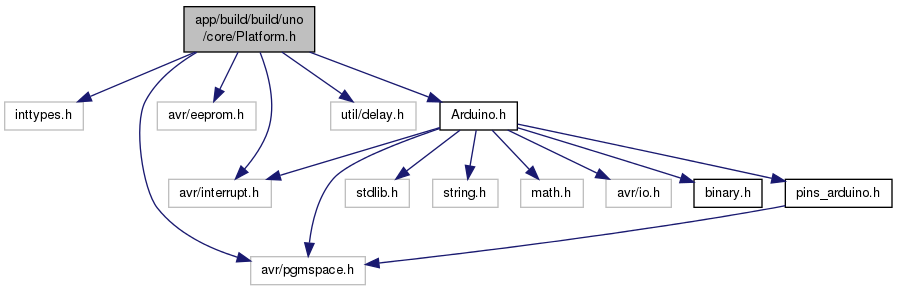 app/build/build/uno
/core/Platform.h
inttypes.h
avr/eeprom.h
util/delay.h
Arduino.h
avr/interrupt.h
stdlib.h
string.h
math.h
avr/io.h
binary.h
pins_arduino.h
avr/pgmspace.h